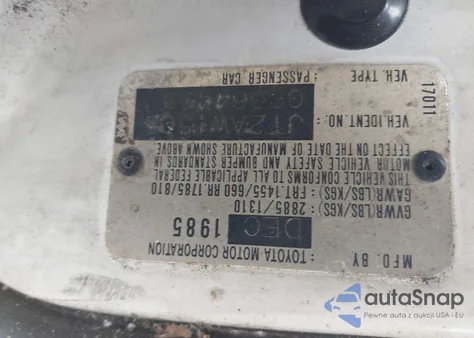 MFD. BY : TOYOTA MOTOR CORPORATION
DEC 1985
GVWR(LBS/KGS) : 2885/1310
GAWR(LBS/KGS) : FRT. 1455/660 RR. 1785/810
THIS VEHICLE CONFORMS TO ALL APPLICABLE FEDERAL
MOTOR VEHICLE SAFETY AND BUMPER STANDARDS IN
EFFECT ON THE DATE OF MANUFACTURE SHOWN ABOVE
VEH.IDENT.NO.:
VEH. TYPE : PASSENGER CAR
17011
autoSnap
Pewne auta z aukcji USA - EU